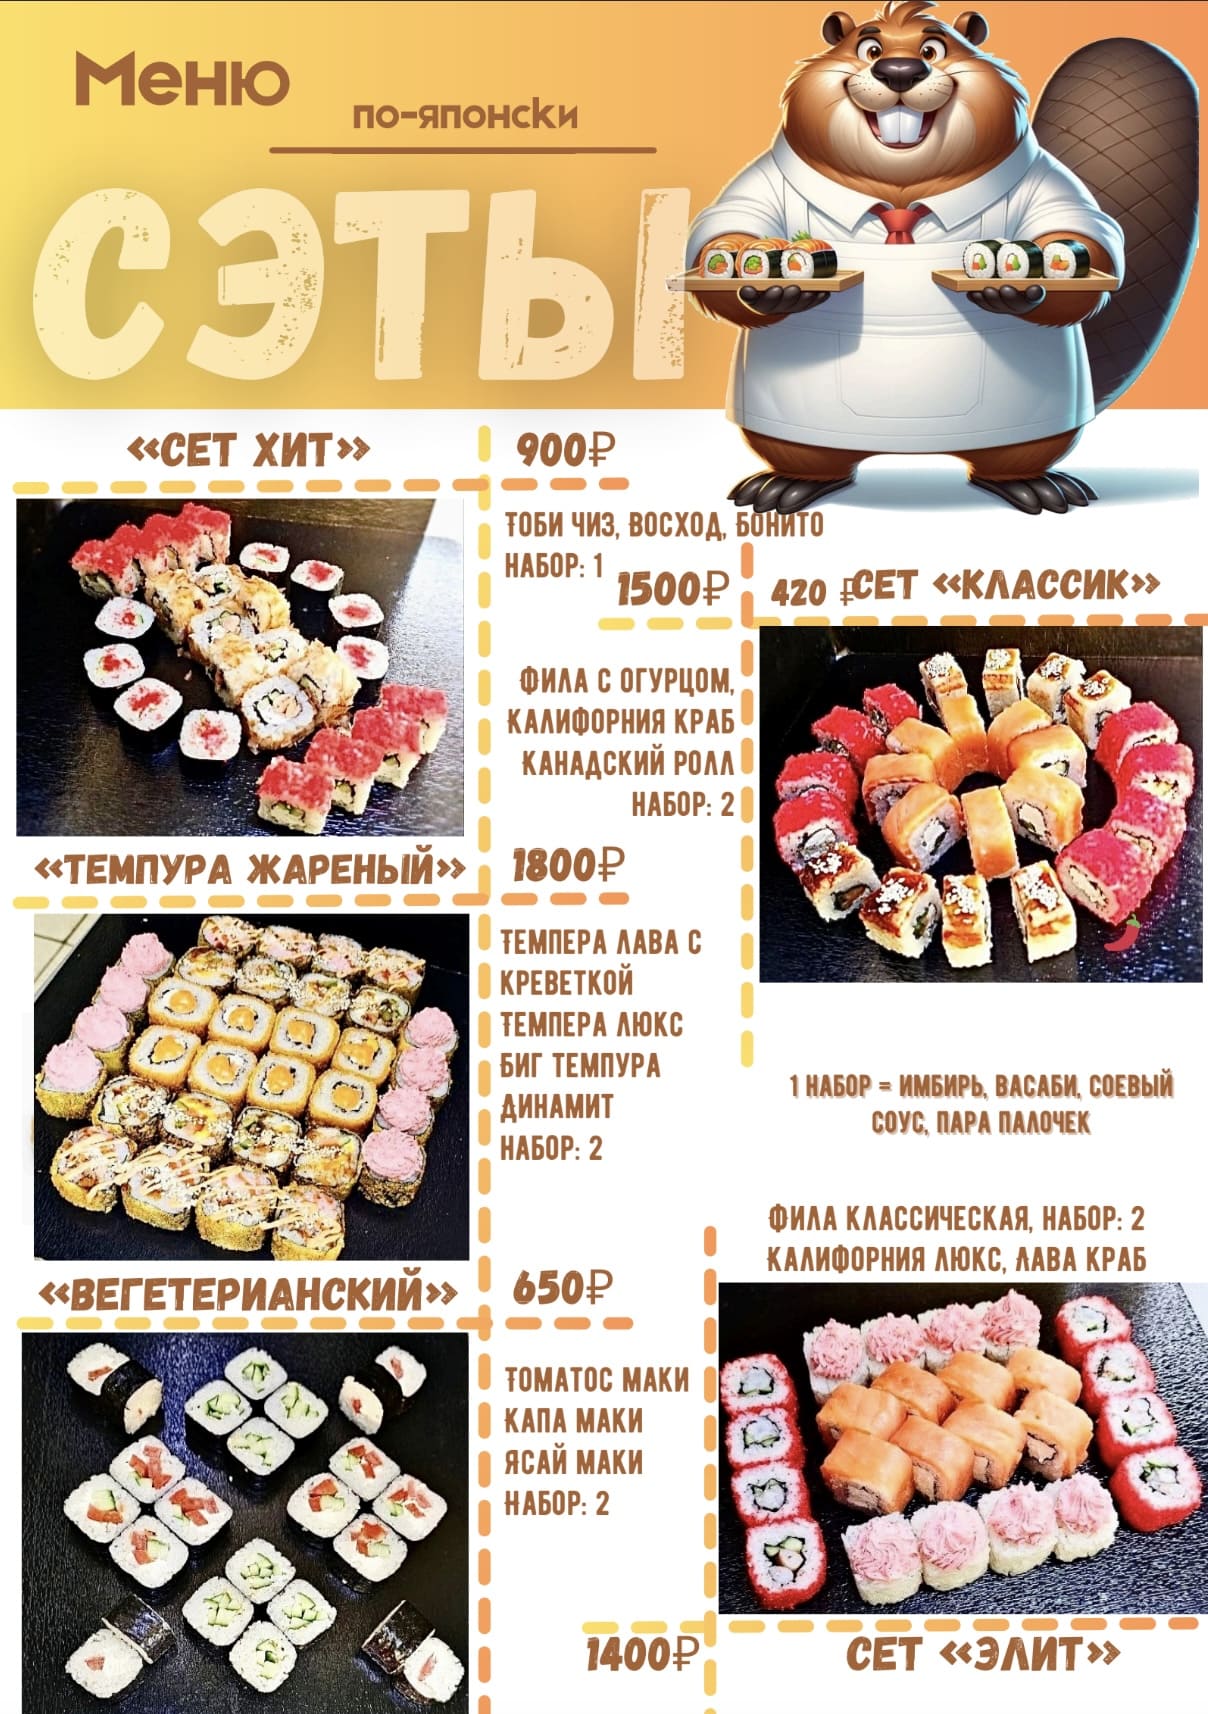 Меню
по-японски
СЭТЫ
«СЕТ ХИТ»
900₽
ТОБИ ЧИЗ, ВОСХОД, БОНИТО
НАБОР: 1
1500₽
420 ₽
СЕТ «КЛАССИК»
ФИЛА С ОГУРЦОМ,
КАЛИФОРНИЯ КРАБ
КАНАДСКИЙ РОЛЛ
НАБОР: 2
«ТЕМПУРА ЖАРЕНЫЙ»
1800₽
ТЕМПЕРА ЛАВА С
КРЕВЕТКОЙ
ТЕМПЕРА ЛЮКС
БИГ ТЕМПУРА
ДИНАМИТ
НАБОР: 2
1 НАБОР = ИМБИРЬ, ВАСАБИ, СОЕВЫЙ
СОУС, ПАРА ПАЛОЧЕК
ФИЛА КЛАССИЧЕСКАЯ, НАБОР: 2
КАЛИФОРНИЯ ЛЮКС, ЛАВА КРАБ
«ВЕГЕТЕРИАНСКИЙ»
650₽
ТОМАТОС МАКИ
КАПА МАКИ
ЯСАЙ МАКИ
НАБОР: 2
1400₽
СЕТ «ЭЛИТ»